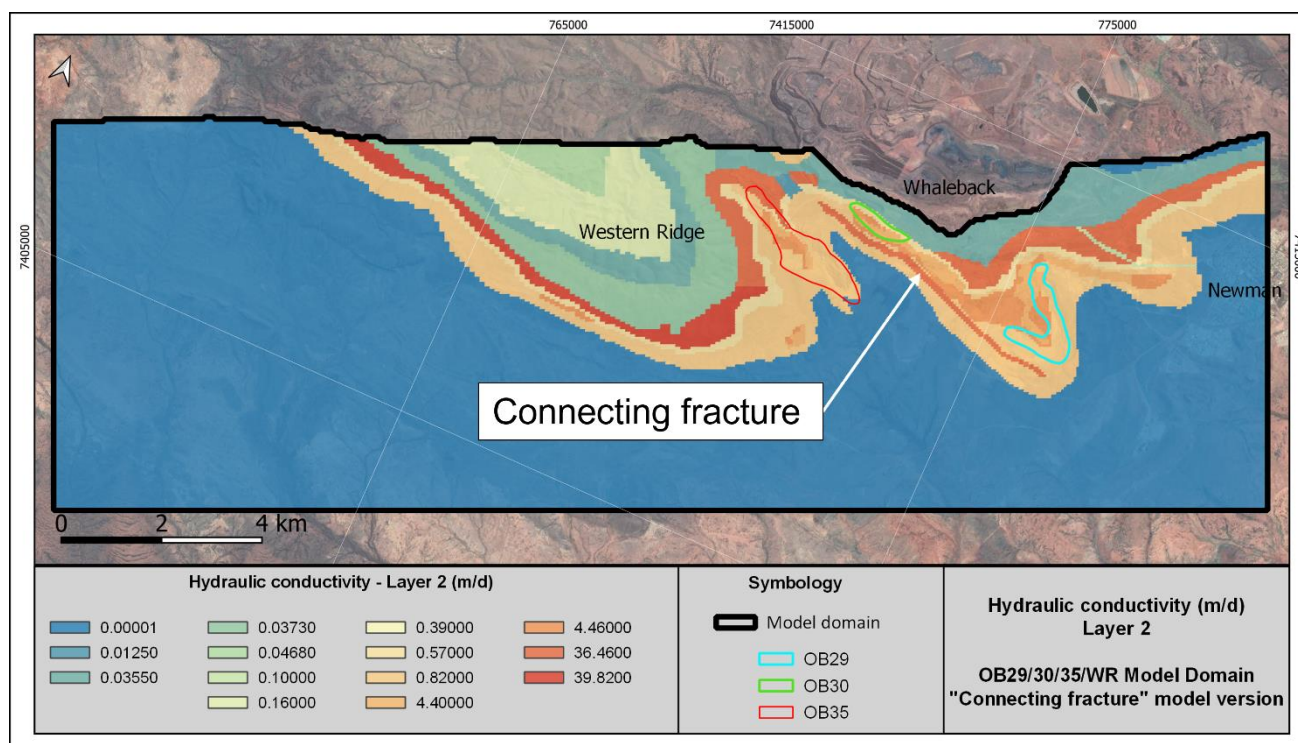 765000
7415000
775000
7405000
Whaleback
Western Ridge
Newman
Connecting fracture
0 2 4 km
Hydraulic conductivity - Layer 2 (m/d)
0.00001
0.01250
0.03550
0.03730
0.04680
0.10000
0.16000
0.39000
0.57000
0.82000
4.40000
4.46000
36.4600
39.8200
Symbology
Model domain
OB29
OB30
OB35
Hydraulic conductivity (m/d)
Layer 2
OB29/30/35/WR Model Domain
"Connecting fracture" model version